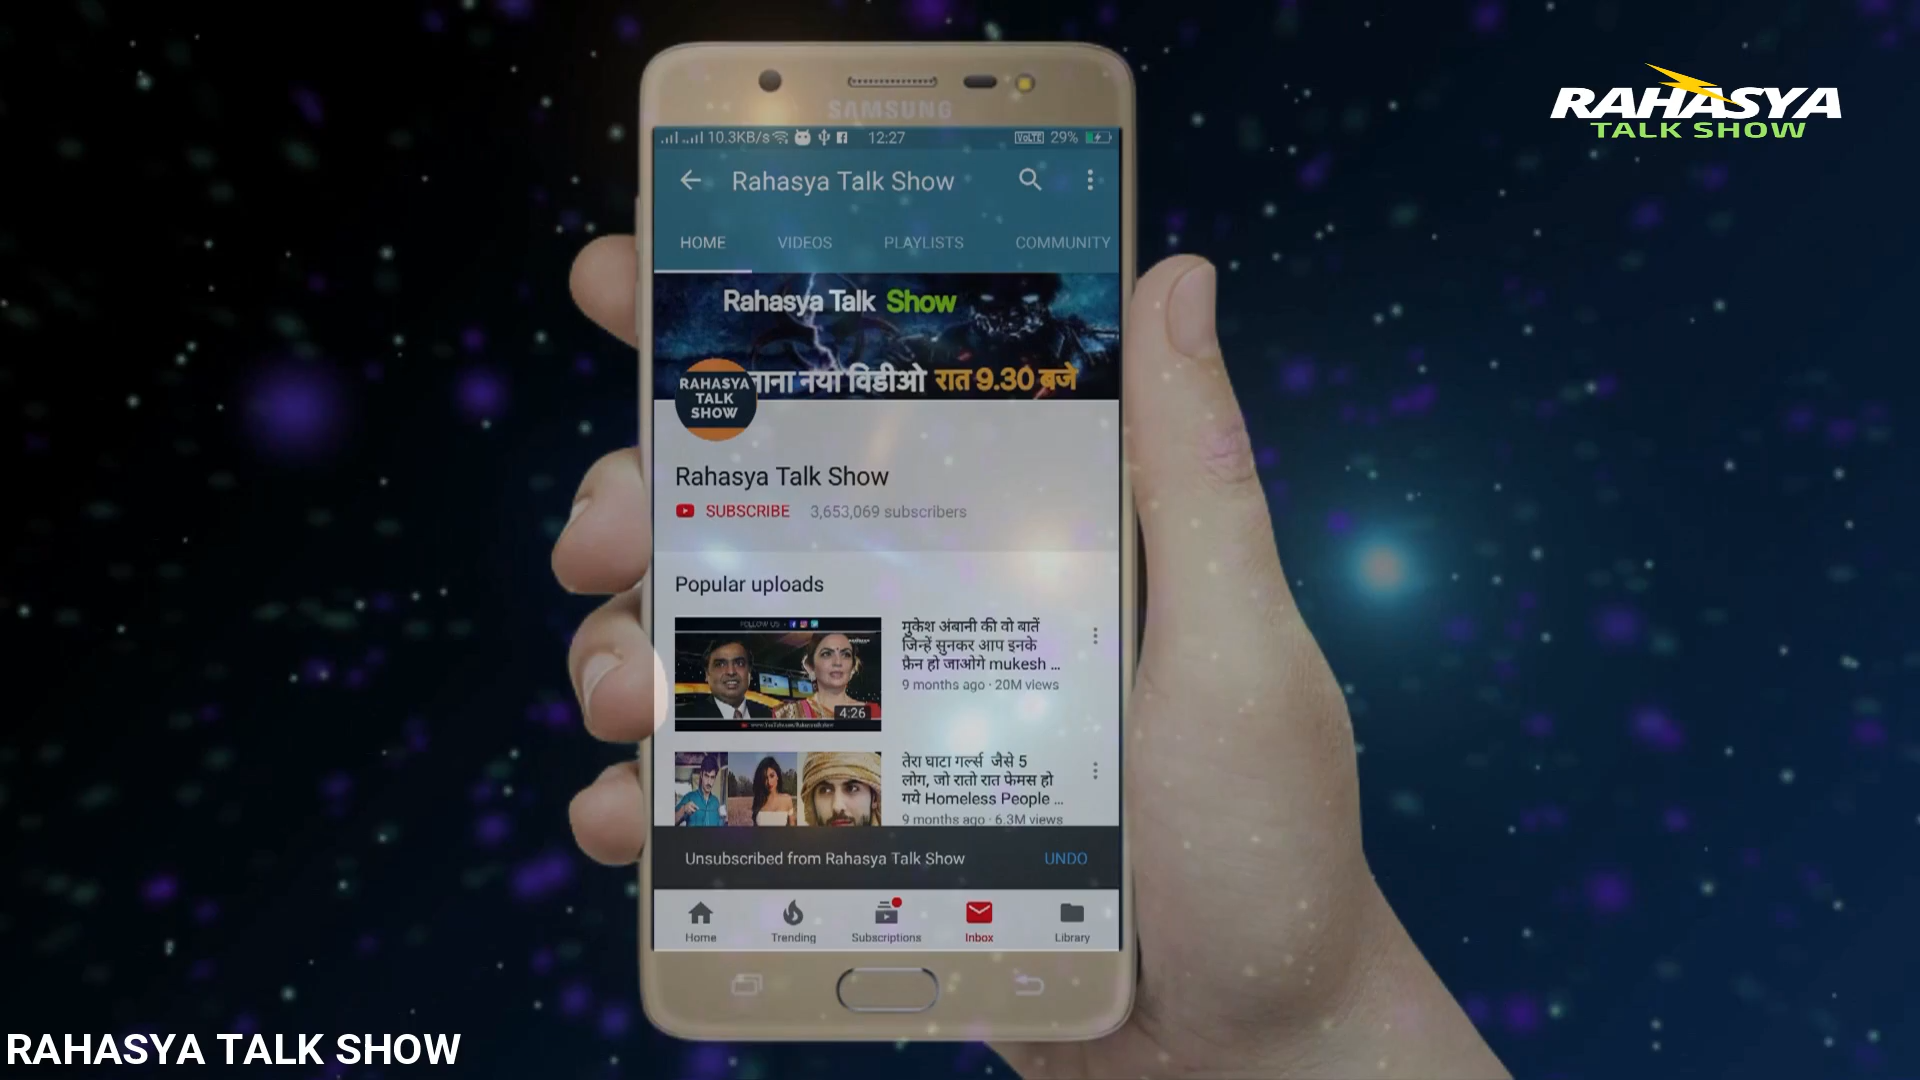 RAHASYA
TALK SHOW
SAMSUNG
10.3KB/s 12:27 VoLTE 29%
Rahasya Talk Show
HOME VIDEOS PLAYLISTS COMMUNITY
Rahasya Talk Show
नया विडीओ रात 9.30 बजे
RAHASYA
TALK
SHOW
Rahasya Talk Show
SUBSCRIBE 3,653,069 subscribers
Popular uploads
FOLLOW US
4:26
मुकेश अंबानी की वो बातें
जिन्हें सुनकर आप इनके
फ़ैन हो जाओगे mukesh ...
9 months ago · 20M views
तेरा घाटा गर्ल्स जैसे 5
लोग, जो रातो रात फेमस हो
गये Homeless People ...
9 months ago · 6.3M views
Unsubscribed from Rahasya Talk Show UNDO
Home Trending Subscriptions Inbox Library
RAHASYA TALK SHOW